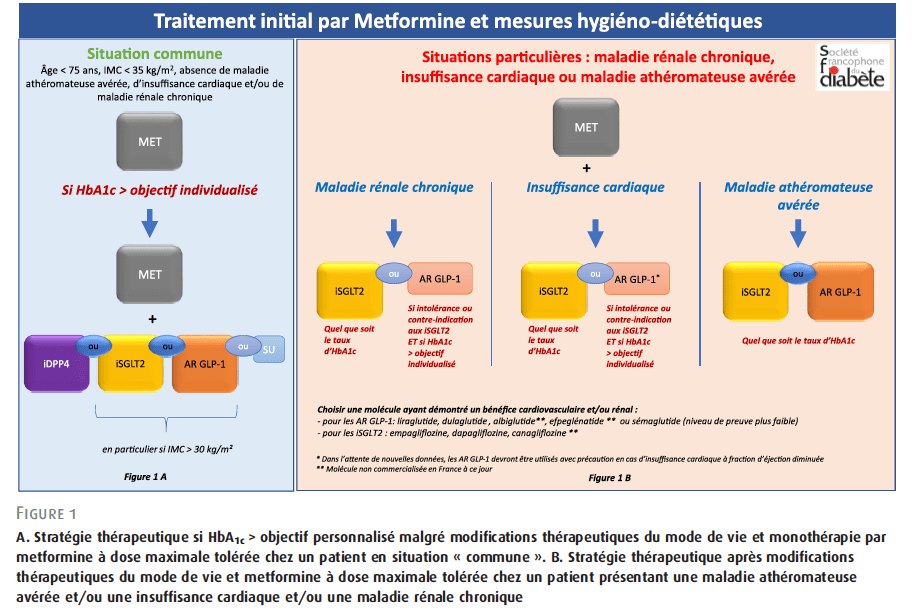 Traitement initial par Metformine et mesures hygiéno-diététiques
Situation commune
Âge < 75 ans, IMC < 35 kg/m², absence de maladie
athéromateuse avérée, d'insuffisance cardiaque et/ou de
maladie rénale chronique
MET
Si HbA1c > objectif individualisé
MET
+
iDPP4
ou
iSGLT2
ou
AR GLP-1
ou
SU
en particulier si IMC > 30 kg/m²
Figure 1 A
Situations particulières : maladie rénale chronique,
insuffisance cardiaque ou maladie athéromateuse avérée
Société
francophone
du
diabète
MET
+
Maladie rénale chronique
iSGLT2
ou
AR GLP-1
Quel que soit
le taux
d'HbA1c
Si intolérance ou
contre-indication
aux iSGLT2
ET si HbA1c
> objectif
individualisé
Insuffisance cardiaque
iSGLT2
ou
AR GLP-1*
Quel que soit
le taux
d'HbA1c
Si intolérance ou
contre-indication
aux iSGLT2
ET si HbA1c
> objectif
individualisé
Maladie athéromateuse
avérée
iSGLT2
ou
AR GLP-1
Quel que soit le taux d'HbA1c
Choisir une molécule ayant démontré un bénéfice cardiovasculaire et/ou rénal :
- pour les AR GLP-1: liraglutide, dulaglutide , albiglutide**, efpeglénatide ** ou sémaglutide (niveau de preuve plus faible)
- pour les iSGLT2 : empagliflozine, dapagliflozine, canagliflozine **
* Dans l'attente de nouvelles données, les AR GLP-1 devront être utilisés avec précaution en cas d'insuffisance cardiaque à fraction d'éjection diminuée
** Molécule non commercialisée en France à ce jour
Figure 1 B
FIGURE 1
A. Stratégie thérapeutique si HbA1c > objectif personnalisé malgré modifications thérapeutiques du mode de vie et monothérapie par
metformine à dose maximale tolérée chez un patient en situation « commune ». B. Stratégie thérapeutique après modifications
thérapeutiques du mode de vie et metformine à dose maximale tolérée chez un patient présentant une maladie athéromateuse
avérée et/ou une insuffisance cardiaque et/ou une maladie rénale chronique